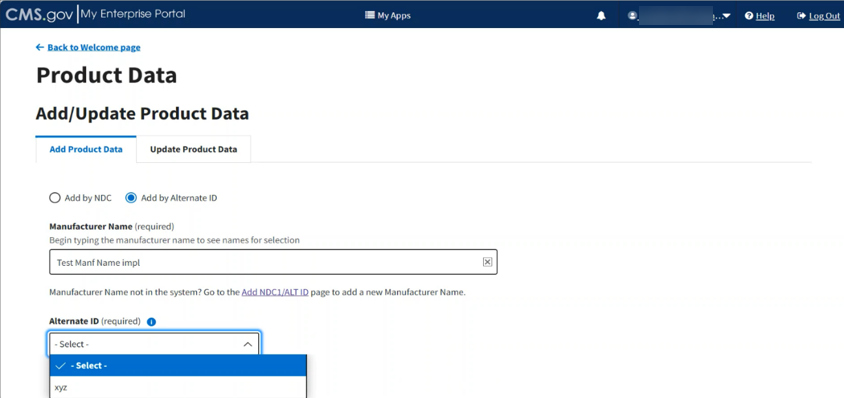 CMS.gov My Enterprise Portal
My Apps
Help
Log Out
Back to Welcome page
Product Data
Add/Update Product Data
Add Product Data
Update Product Data
Add by NDC
Add by Alternate ID
Manufacturer Name (required)
Begin typing the manufacturer name to see names for selection
Test Manf Name impl
Manufacturer Name not in the system? Go to the Add NDC1/ALT ID page to add a new Manufacturer Name.
Alternate ID (required)
- Select -
- Select -
xyz